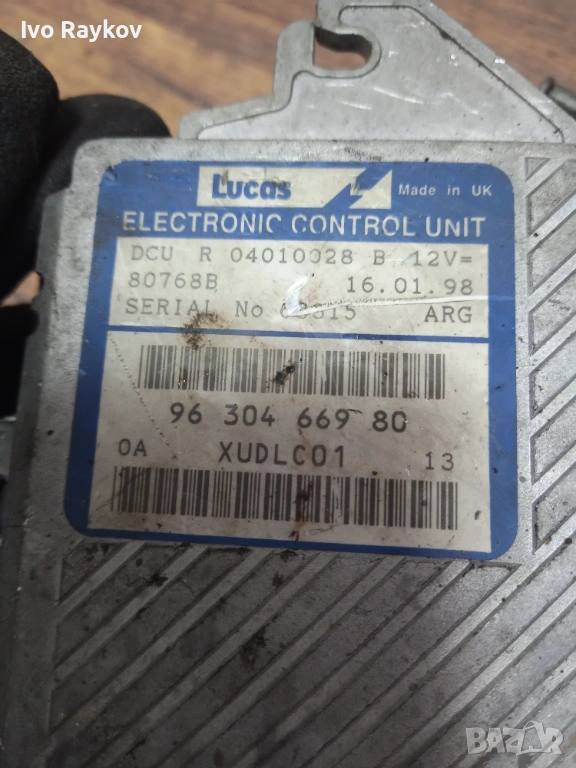 Ivo Raykov
Lucas
Made in UK
ELECTRONIC CONTROL UNIT
DCU R 04010028 B 12V=
80768B 16.01.98
SERIAL No ARG
96 304 669 80
0A XUDLC01 13
BAZAR